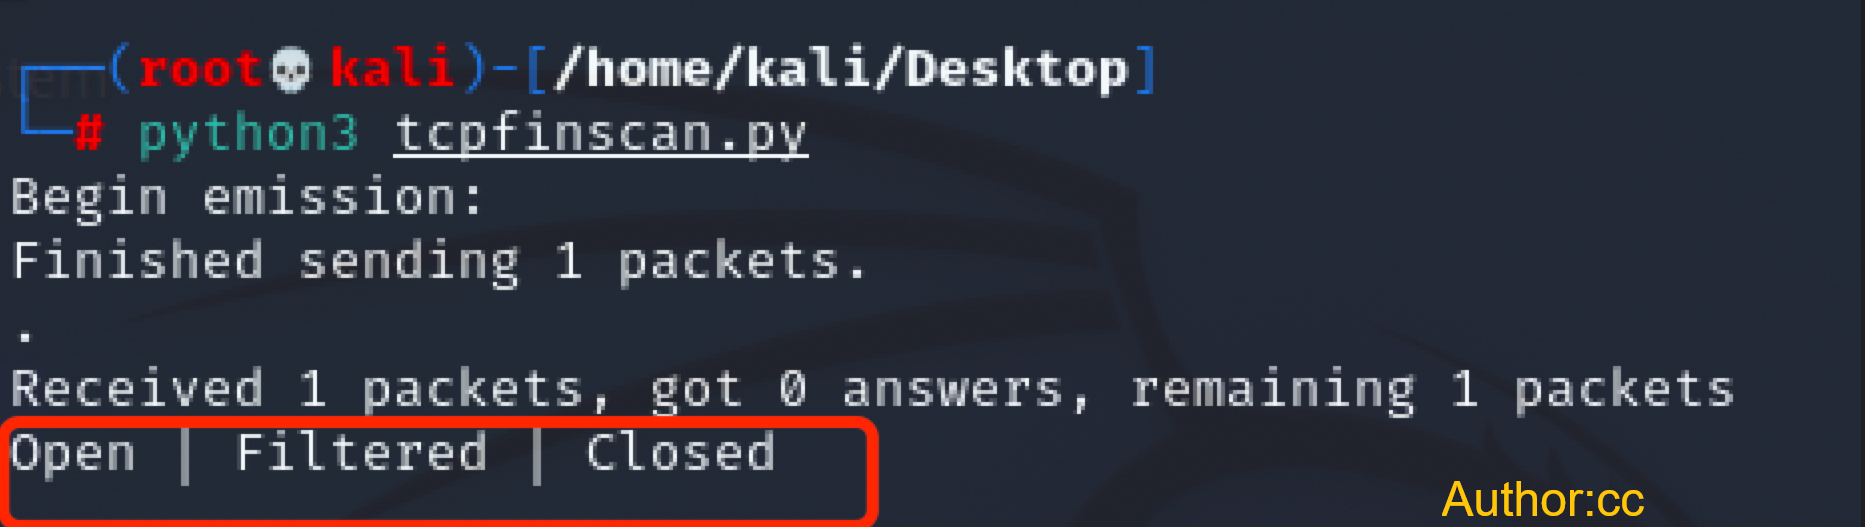 (root💀kali)-[/home/kali/Desktop]
# python3 tcpfinscan.py
Begin emission:
Finished sending 1 packets.
.
Received 1 packets, got 0 answers, remaining 1 packets
Open | Filtered | Closed
Author:cc